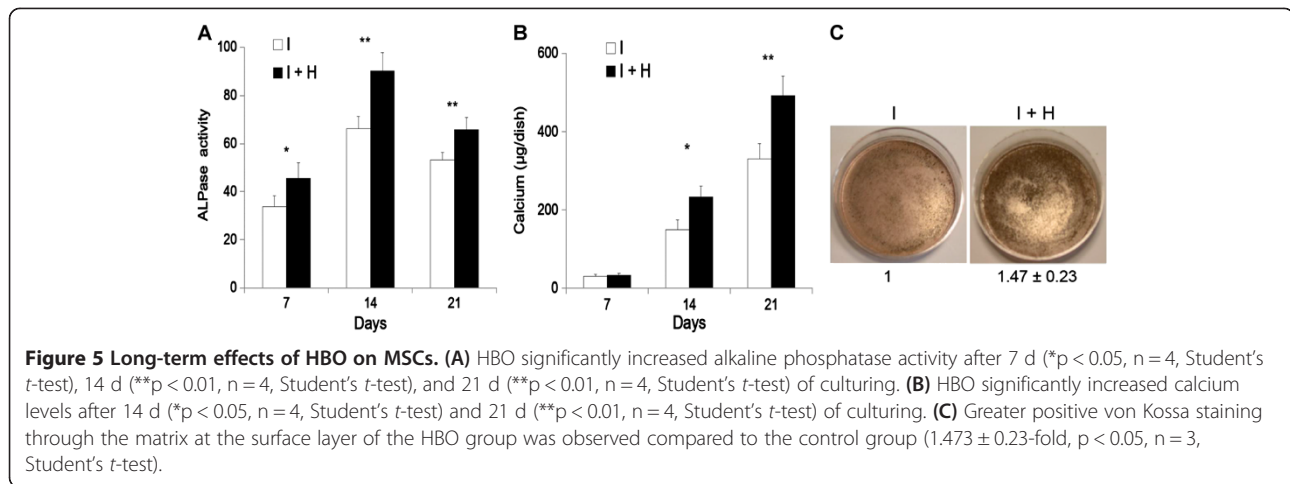 A
I
I + H
100
80
60
40
20
0
ALPase activity
*
**
**
7 14 21
Days
B
I
I + H
600
400
200
0
Calcium (µg/dish)
*
**
7 14 21
Days
C
I I + H
1 1.47 ± 0.23
Figure 5 Long-term effects of HBO on MSCs. (A) HBO significantly increased alkaline phosphatase activity after 7 d (*p < 0.05, n = 4, Student’s
t-test), 14 d (**p < 0.01, n = 4, Student’s t-test), and 21 d (**p < 0.01, n = 4, Student’s t-test) of culturing. (B) HBO significantly increased calcium
levels after 14 d (*p < 0.05, n = 4, Student’s t-test) and 21 d (**p < 0.01, n = 4, Student’s t-test) of culturing. (C) Greater positive von Kossa staining
through the matrix at the surface layer of the HBO group was observed compared to the control group (1.473 ± 0.23-fold, p < 0.05, n = 3,
Student’s t-test).